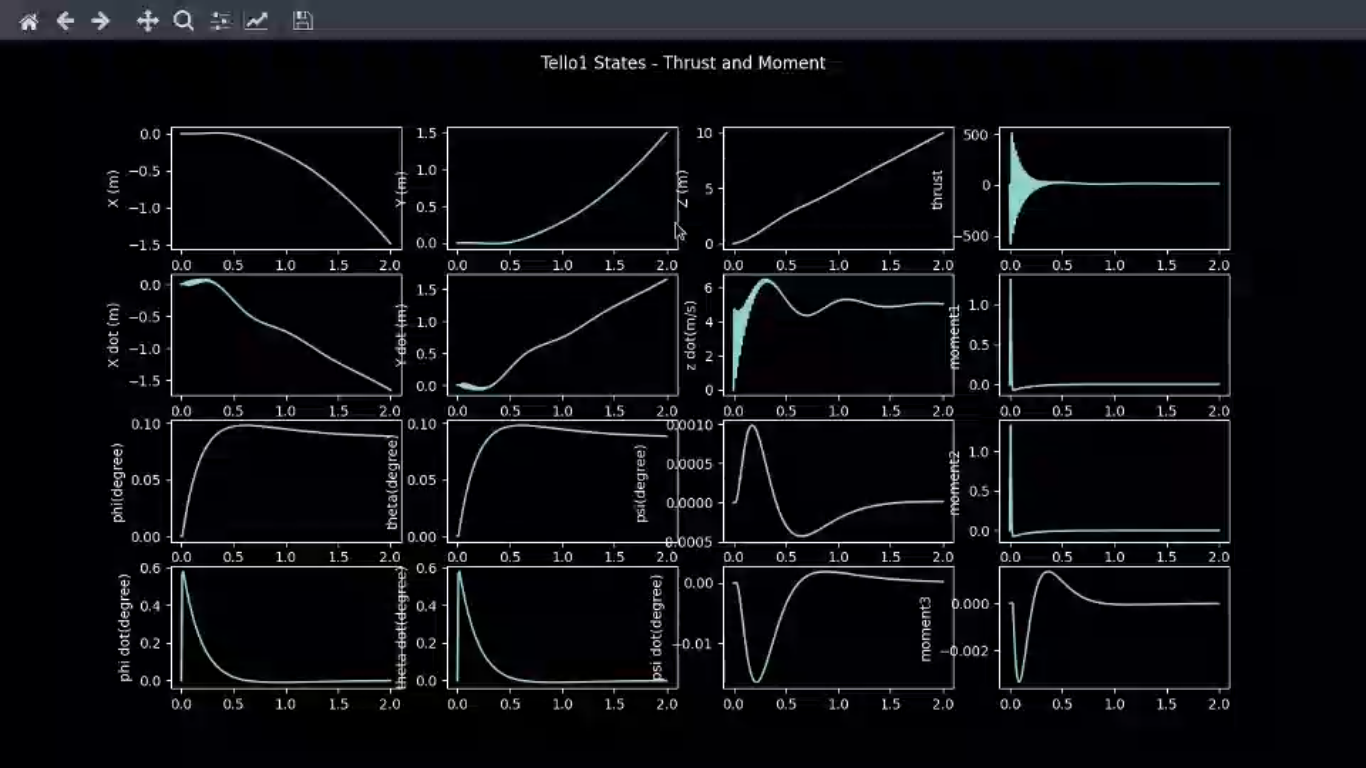 Tello1 States - Thrust and Moment
X (m)
0.0
−0.5
−1.0
−1.5
0.0 0.5 1.0 1.5 2.0
Y (m)
1.5
1.0
0.5
0.0
0.0 0.5 1.0 1.5 2.0
Z (m)
10
5
0
0.0 0.5 1.0 1.5 2.0
thrust
500
0
−500
0.0 0.5 1.0 1.5 2.0
X dot (m)
0.0
−0.5
−1.0
−1.5
0.0 0.5 1.0 1.5 2.0
Y dot (m)
1.5
1.0
0.5
0.0
0.0 0.5 1.0 1.5 2.0
z dot(m/s)
6
4
2
0
0.0 0.5 1.0 1.5 2.0
moment1
1.0
0.5
0.0
0.0 0.5 1.0 1.5 2.0
phi(degree)
0.10
0.05
0.00
0.0 0.5 1.0 1.5 2.0
theta(degree)
0.10
0.05
0.00
0.0 0.5 1.0 1.5 2.0
psi(degree)
0.0010
0.0005
0.0000
0.0005
0.0 0.5 1.0 1.5 2.0
moment2
1.0
0.5
0.0
0.0 0.5 1.0 1.5 2.0
phi dot(degree)
0.6
0.4
0.2
0.0
0.0 0.5 1.0 1.5 2.0
theta dot(degree)
0.6
0.4
0.2
0.0
0.0 0.5 1.0 1.5 2.0
psi dot(degree)
0.00
−0.01
0.0 0.5 1.0 1.5 2.0
moment3
0.000
−0.002
0.0 0.5 1.0 1.5 2.0